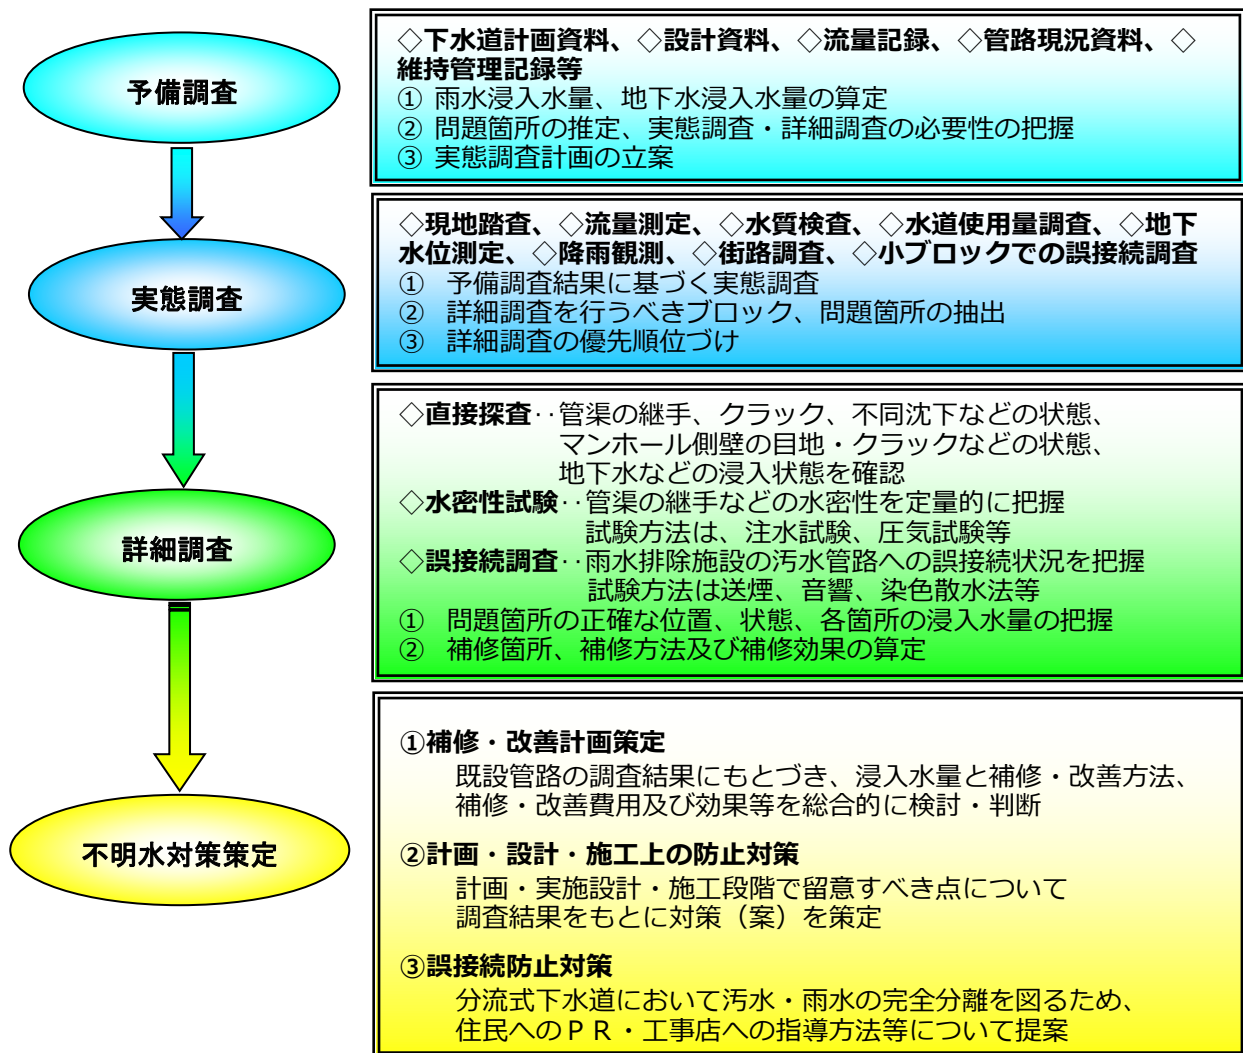 予備調査
◇下水道計画資料、◇設計資料、◇流量記録、◇管路現況資料、◇
維持管理記録等
① 雨水浸入水量、地下水浸入水量の算定
② 問題箇所の推定、実態調査・詳細調査の必要性の把握
③ 実態調査計画の立案
実態調査
◇現地踏査、◇流量測定、◇水質検査、◇水道使用量調査、◇地下
水位測定、◇降雨観測、◇街路調査、◇小ブロックでの誤接続調査
① 予備調査結果に基づく実態調査
② 詳細調査を行うべきブロック、問題箇所の抽出
③ 詳細調査の優先順位づけ
詳細調査
◇直接探査‥管渠の継手、クラック、不同沈下などの状態、
マンホール側壁の目地・クラックなどの状態、
地下水などの浸入状態を確認
◇水密性試験‥管渠の継手などの水密性を定量的に把握
試験方法は、注水試験、圧気試験等
◇誤接続調査‥雨水排除施設の汚水管路への誤接続状況を把握
試験方法は送煙、音響、染色散水法等
① 問題箇所の正確な位置、状態、各箇所の浸入水量の把握
② 補修箇所、補修方法及び補修効果の算定
不明水対策策定
①補修・改善計画策定
既設管路の調査結果にもとづき、浸入水量と補修・改善方法、
補修・改善費用及び効果等を総合的に検討・判断
②計画・設計・施工上の防止対策
計画・実施設計・施工段階で留意すべき点について
調査結果をもとに対策（案）を策定
③誤接続防止対策
分流式下水道において汚水・雨水の完全分離を図るため、
住民へのＰＲ・工事店への指導方法等について提案